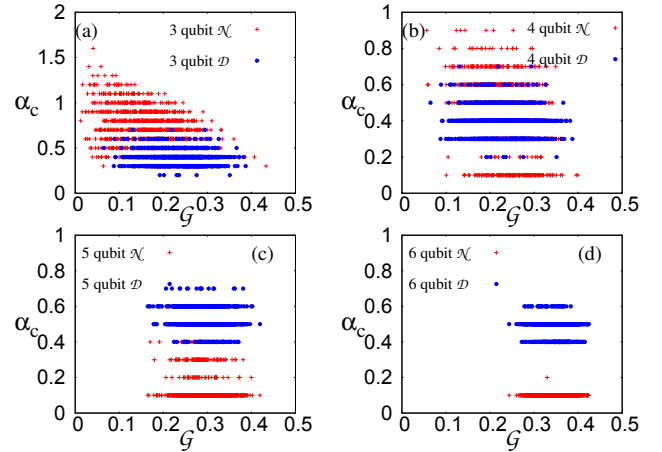 (a)
3 qubit 𝒩
3 qubit 𝒟
α_c
2
1.5
1
0.5
0
0 0.1 0.2 0.3 0.4 0.5
𝒢
(b)
4 qubit 𝒩
4 qubit 𝒟
α_c
1
0.8
0.6
0.4
0.2
0
0 0.1 0.2 0.3 0.4 0.5
𝒢
5 qubit 𝒩
(c)
5 qubit 𝒟
α_c
1
0.8
0.6
0.4
0.2
0
0 0.1 0.2 0.3 0.4 0.5
𝒢
6 qubit 𝒩
(d)
6 qubit 𝒟
α_c
1
0.8
0.6
0.4
0.2
0
0 0.1 0.2 0.3 0.4 0.5
𝒢